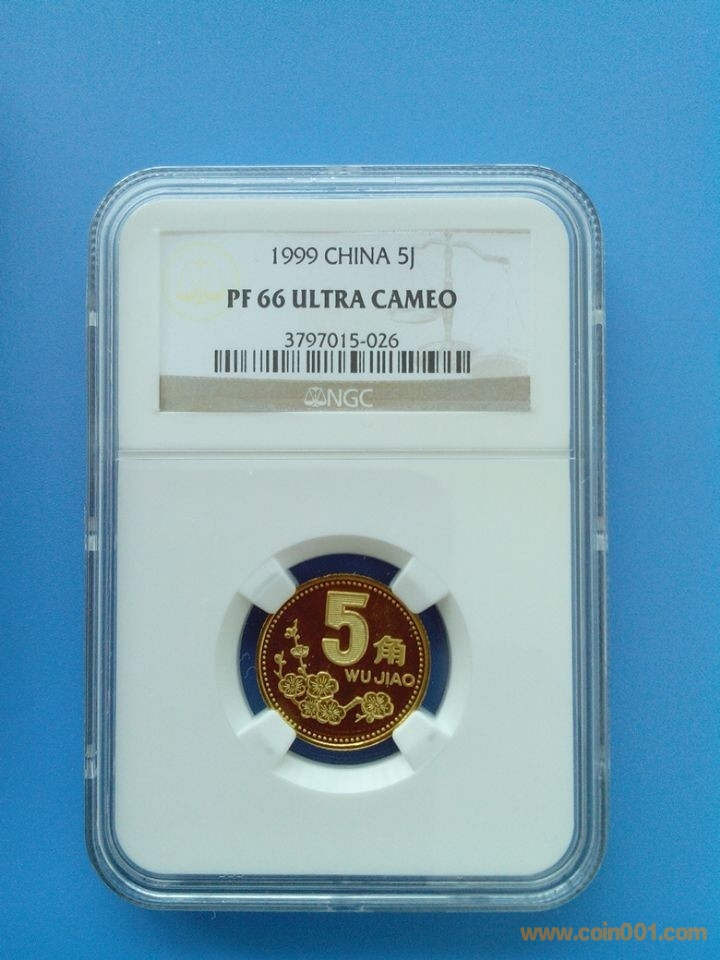 1999 CHINA 5J
PF 66 ULTRA CAMEO
3797015-026
NGC
5角
WU JIAO
www.coin001.com